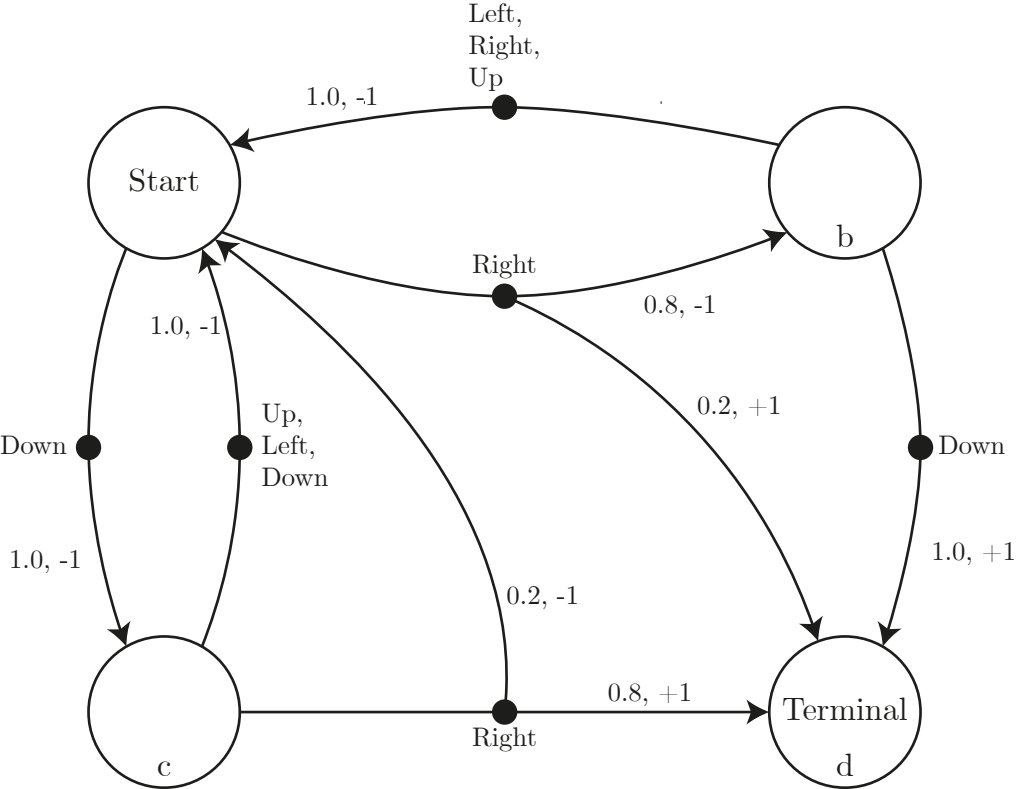 Left,
Right,
Up
1.0, -1
Start
b
Right
0.8, -1
1.0, -1
0.2, +1
Up,
Left,
Down
Down
Down
1.0, -1
1.0, +1
0.2, -1
0.8, +1
Terminal
Right
c
d